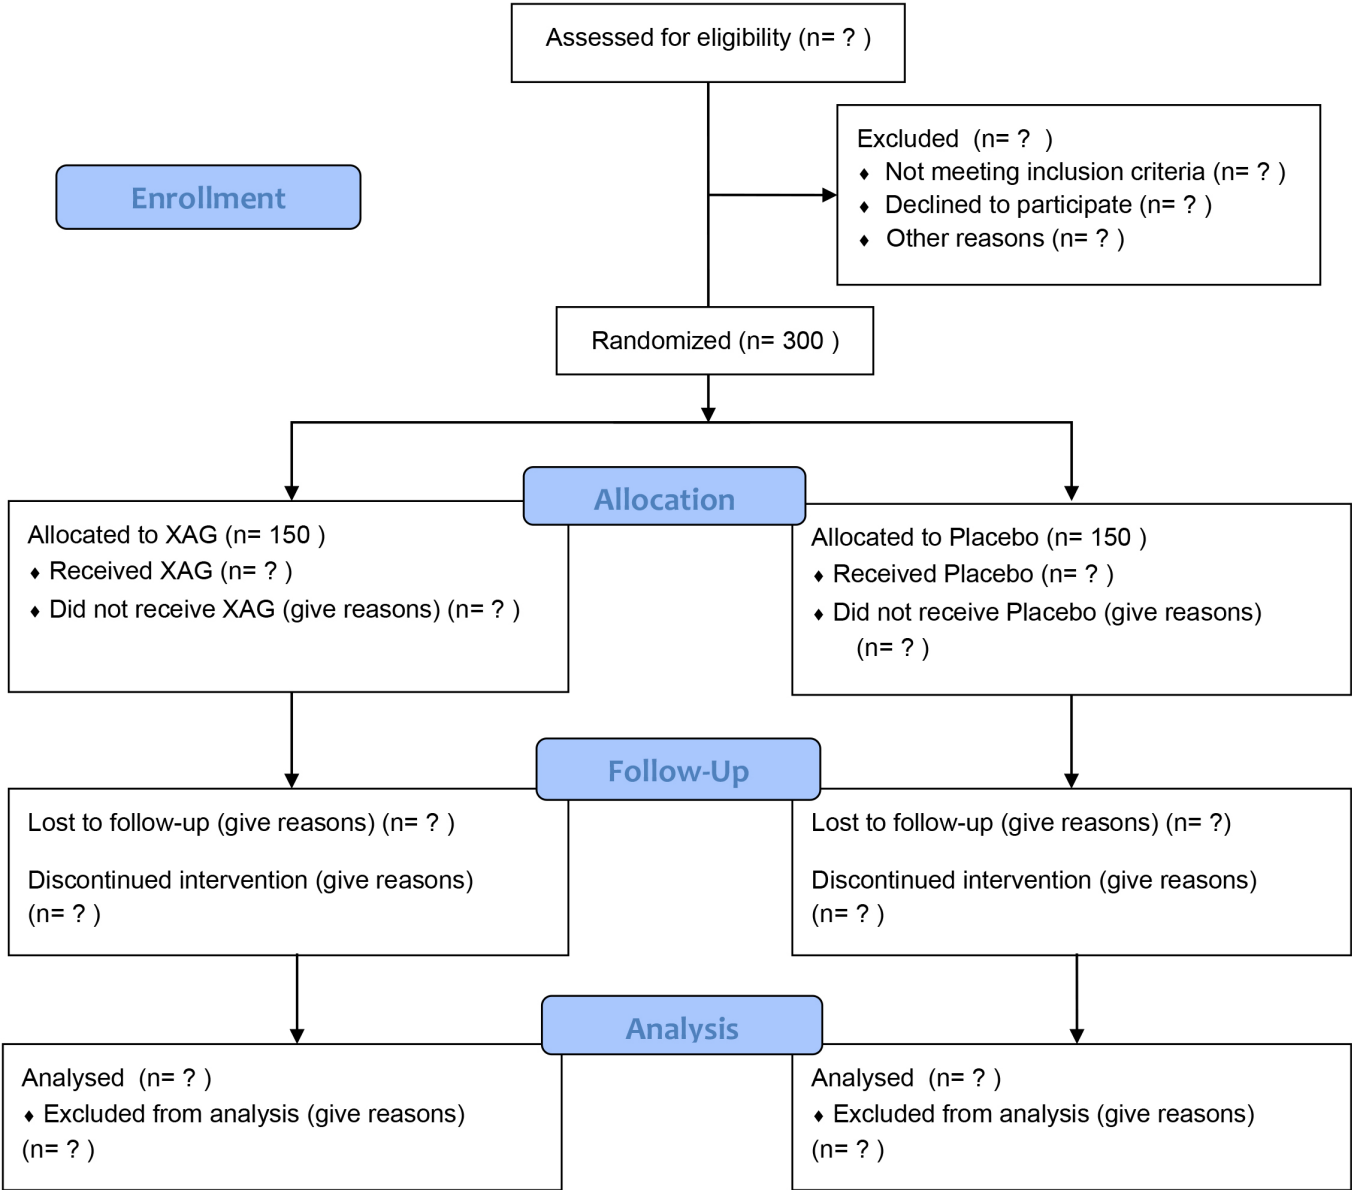 Assessed for eligibility (n= ? )
Excluded  (n= ?  )
♦ Not meeting inclusion criteria (n= ? )
♦ Declined to participate (n= ? )
♦ Other reasons (n= ? )
Enrollment
Randomized (n= 300 )
Allocation
Allocated to XAG (n= 150 )
♦ Received XAG (n= ? )
♦ Did not receive XAG (give reasons) (n= ? )
Allocated to Placebo (n= 150 )
♦ Received Placebo (n= ? )
♦ Did not receive Placebo (give reasons)
(n= ? )
Follow-Up
Lost to follow-up (give reasons) (n= ? )
Discontinued intervention (give reasons)
(n= ? )
Lost to follow-up (give reasons) (n= ?)
Discontinued intervention (give reasons)
(n= ? )
Analysis
Analysed  (n= ? )
♦ Excluded from analysis (give reasons)
(n= ? )
Analysed  (n= ? )
♦ Excluded from analysis (give reasons)
(n= ? )